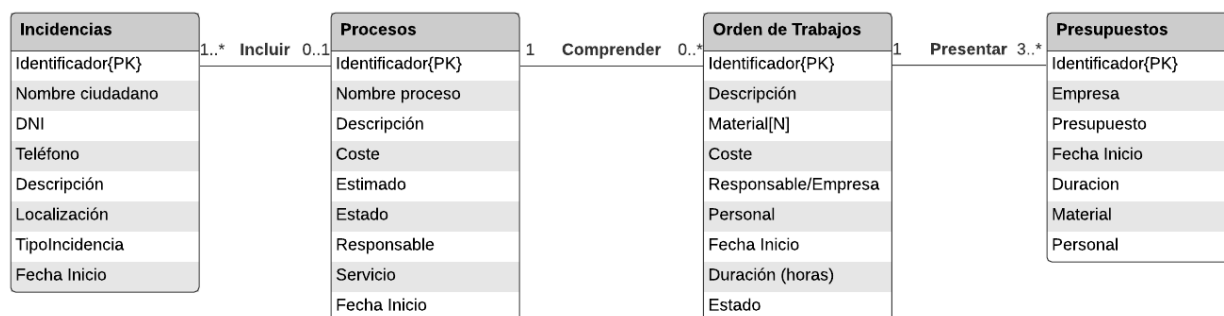 Incidencias
Identificador{PK}
Nombre ciudadano
DNI
Teléfono
Descripción
Localización
TipoIncidencia
Fecha Inicio
1..* Incluir 0..1
Procesos
Identificador{PK}
Nombre proceso
Descripción
Coste
Estimado
Estado
Responsable
Servicio
Fecha Inicio
1 Comprender 0..*
Orden de Trabajos
Identificador{PK}
Descripción
Material[N]
Coste
Responsable/Empresa
Personal
Fecha Inicio
Duración (horas)
Estado
1 Presentar 3..*
Presupuestos
Identificador{PK}
Empresa
Presupuesto
Fecha Inicio
Duracion
Material
Personal